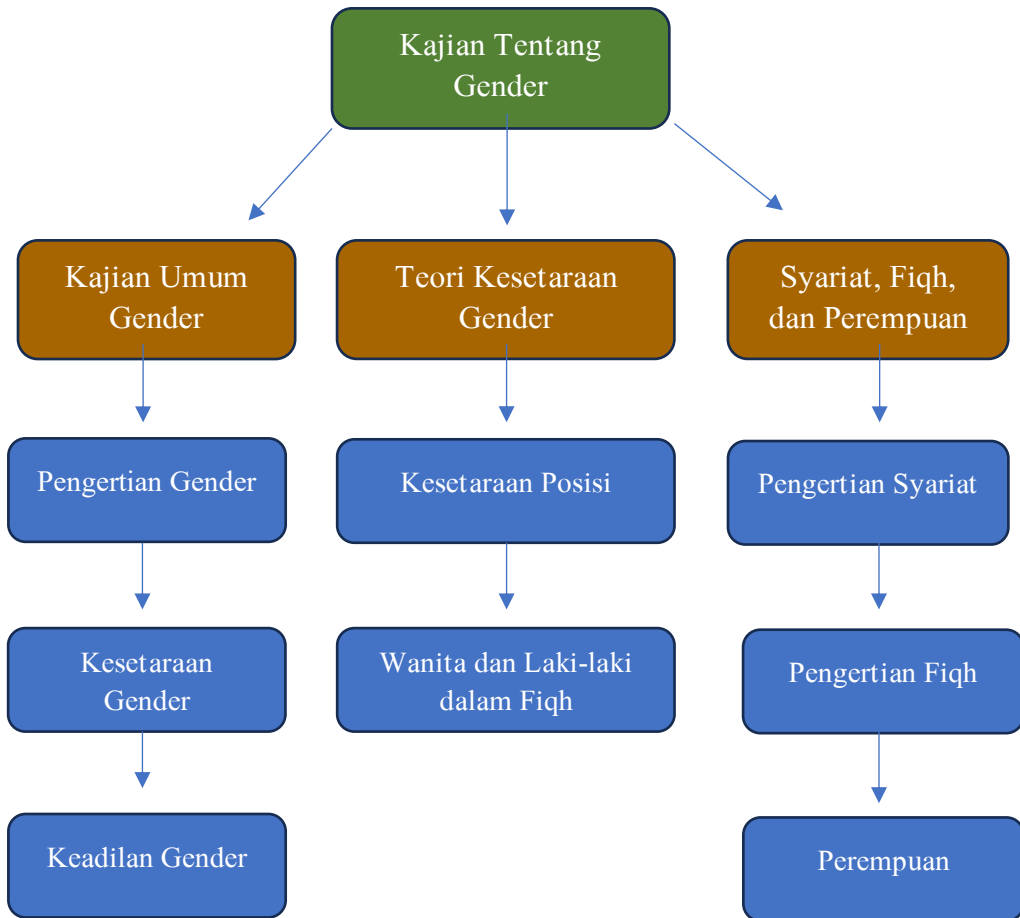 Kajian Tentang
Gender
Kajian Umum
Gender
Teori Kesetaraan
Gender
Syariat, Fiqh,
dan Perempuan
Pengertian Gender
Kesetaraan Posisi
Pengertian Syariat
Kesetaraan
Gender
Wanita dan Laki-laki
dalam Fiqh
Pengertian Fiqh
Keadilan Gender
Perempuan